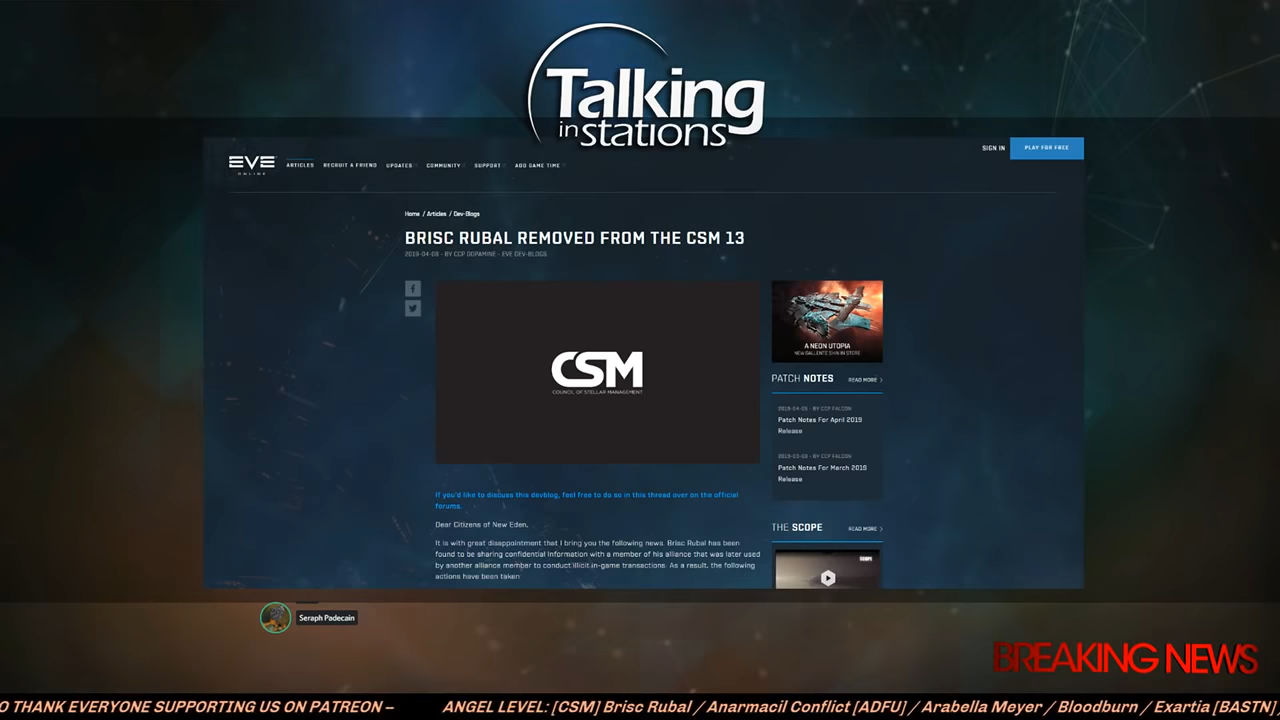 Talking
in stations
EVE
ONLINE
ARTICLES
RECRUIT A FRIEND
UPDATES
COMMUNITY
SUPPORT
ADD GAME TIME
SIGN IN
PLAY FOR FREE
Home / Articles / Dev-Blogs
BRISC RUBAL REMOVED FROM THE CSM 13
2019-04-08 - BY CCP DOPAMINE - EVE DEV-BLOGS
CSM
COUNCIL OF STELLAR MANAGEMENT
A NEON UTOPIA
NEW GALLENTE SKIN IN STORE
PATCH NOTES
READ MORE
BY CCP FALCON
Patch Notes For April 2019
Release
BY CCP FALCON
Patch Notes For March 2019
Release
THE SCOPE
READ MORE
SCOPE
If you'd like to discuss this devblog, feel free to do so in this thread over on the official
forums.
Dear Citizens of New Eden,
It is with great disappointment that I bring you the following news. Brisc Rubal has been
found to be sharing confidential information with a member of his alliance that was later used
by another alliance member to conduct illicit in-game transactions. As a result, the following
actions have been taken
Seraph Padecain
BREAKING NEWS
O THANK EVERYONE SUPPORTING US ON PATREON – ANGEL LEVEL: [CSM] Brisc Rubal / Anarmacil Conflict [ADFU] / Arabella Meyer / Bloodburn / Exartia [BASTN]